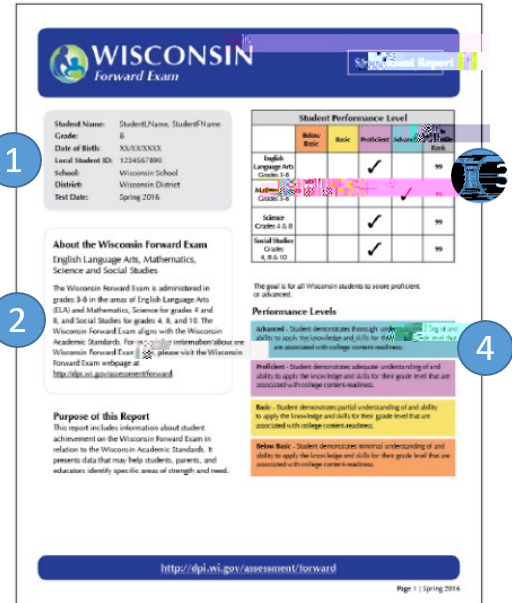 WISCONSIN
Forward Exam
Report
Student Name: StudentLName, StudentFName
Grade: 8
Date of Birth: XX/XX/XXXX
Local Student ID: 1234567890
School: Wisconsin School
District: Wisconsin District
Test Date: Spring 2016
1
About the Wisconsin Forward Exam
English Language Arts, Mathematics,
Science and Social Studies
The Wisconsin Forward Exam is administered in
grades 3-8 in the areas of English Language Arts
(ELA) and Mathematics, Science for grades 4 and
8, and Social Studies for grades 4, 8, and 10. The
Wisconsin Forward Exam aligns with the Wisconsin
Academic Standards. For information about the
Wisconsin Forward Exam, please visit the Wisconsin
Forward Exam webpage at
http://dpi.wi.gov/assessment/forward.
2
Purpose of this Report
This report includes information about student
achievement on the Wisconsin Forward Exam in
relation to the Wisconsin Academic Standards. It
presents data that may help students, parents, and
educators identify specific areas of strength and need.
Student Performance Level
Below Basic Basic Proficient Rank
English Language Arts Grades 3-8 ✓ 99
Grades 3-8 ✓
Science Grades 4 & 8 ✓ 99
Social Studies Grades 4, 8 & 10 ✓ 99
The goal is for all Wisconsin students to score proficient
or advanced.
Performance Levels
Advanced - Student demonstrates thorough of and
ability to apply the knowledge and skills for grade level that
are associated with college content-readiness.
Proficient - Student demonstrates adequate understanding of and
ability to apply the knowledge and skills for their grade level that are
associated with college content-readiness.
Basic - Student demonstrates partial understanding of and ability
to apply the knowledge and skills for their grade level that are
associated with college content-readiness.
Below Basic - Student demonstrates minimal understanding of and
ability to apply the knowledge and skills for their grade level that are
associated with college content-readiness.
4
http://dpi.wi.gov/assessment/forward
Page 1 | Spring 2016